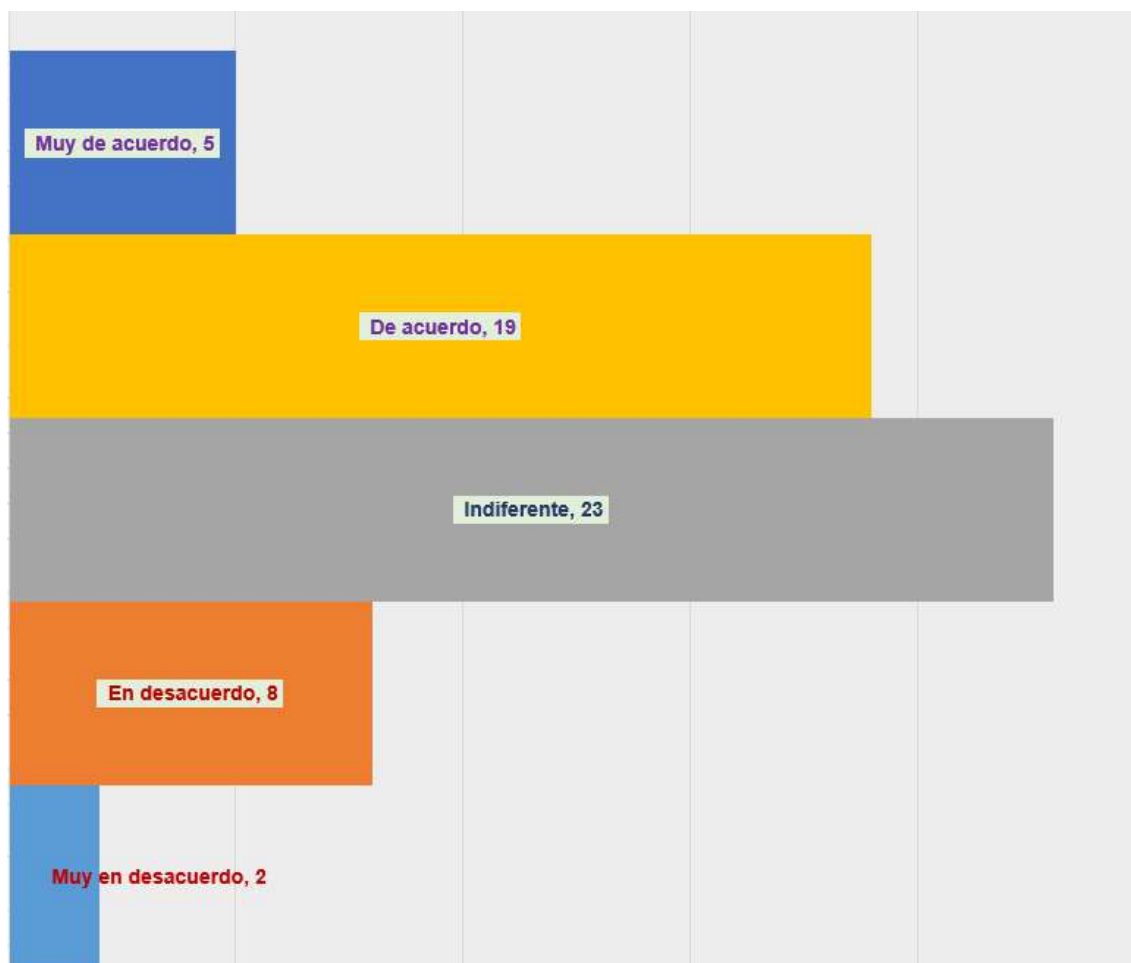 Muy de acuerdo, 5
De acuerdo, 19
Indiferente, 23
En desacuerdo, 8
Muy en desacuerdo, 2